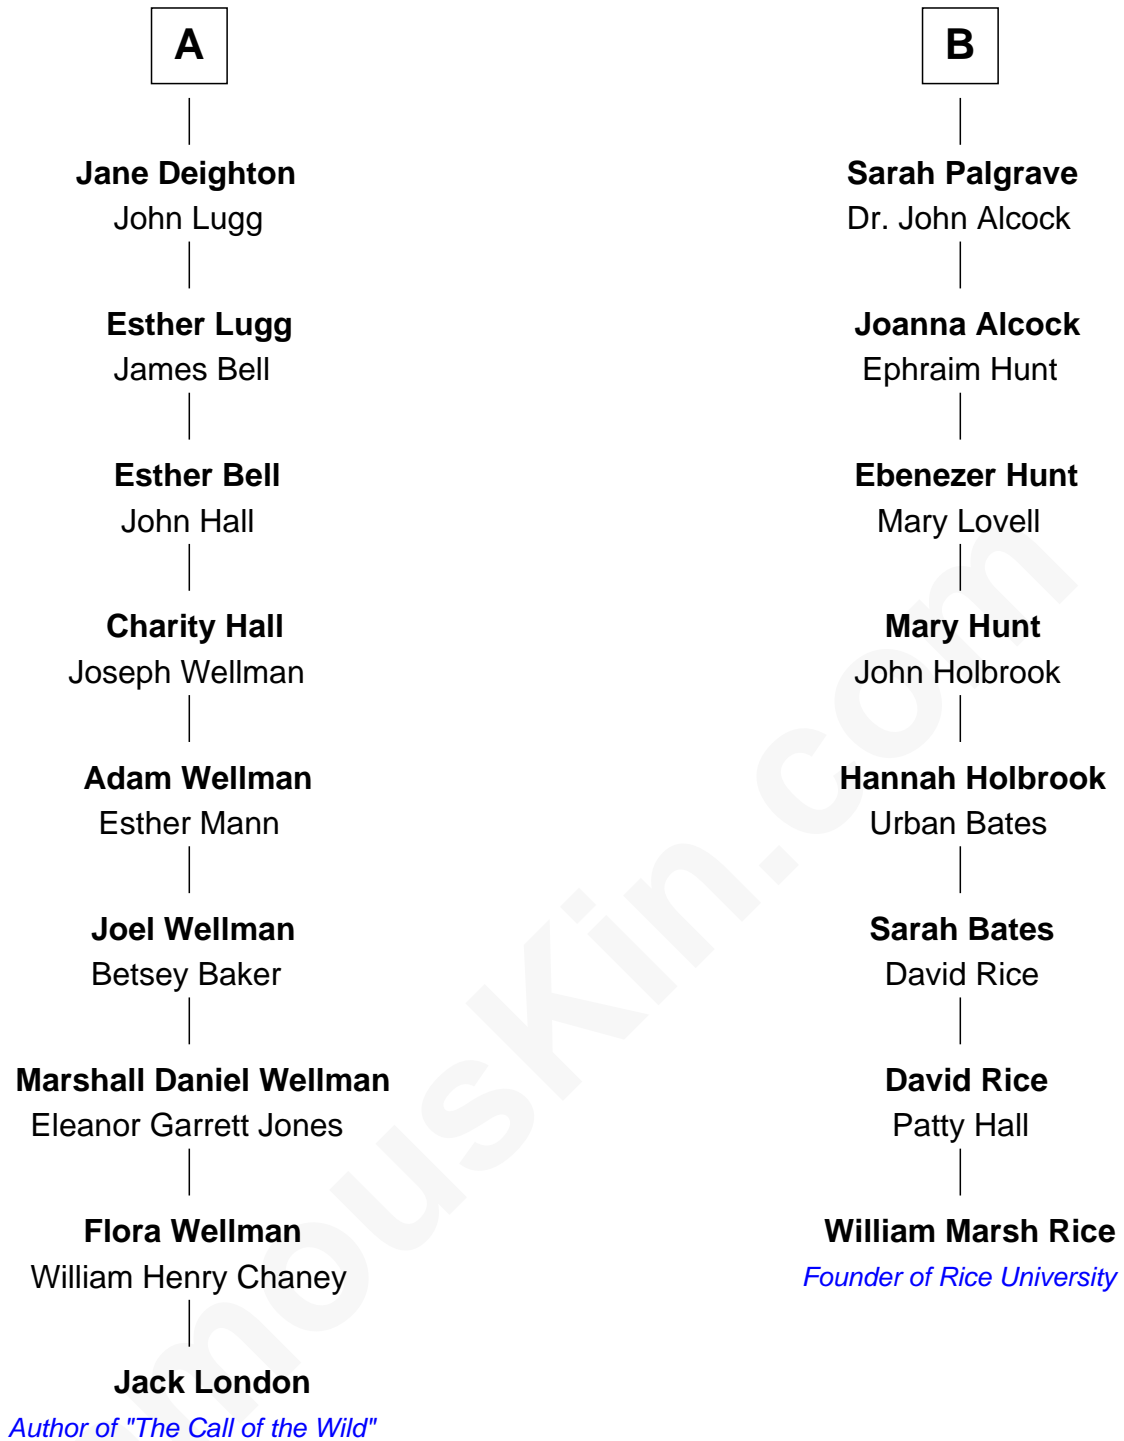 A
Jane Deighton
John Lugg
Esther Lugg
James Bell
Esther Bell
John Hall
Charity Hall
Joseph Wellman
Adam Wellman
Esther Mann
Joel Wellman
Betsey Baker
Marshall Daniel Wellman
Eleanor Garrett Jones
Flora Wellman
William Henry Chaney
Jack London
Author of "The Call of the Wild"
B
Sarah Palgrave
Dr. John Alcock
Joanna Alcock
Ephraim Hunt
Ebenezer Hunt
Mary Lovell
Mary Hunt
John Holbrook
Hannah Holbrook
Urban Bates
Sarah Bates
David Rice
David Rice
Patty Hall
William Marsh Rice
Founder of Rice University
mousKin.com